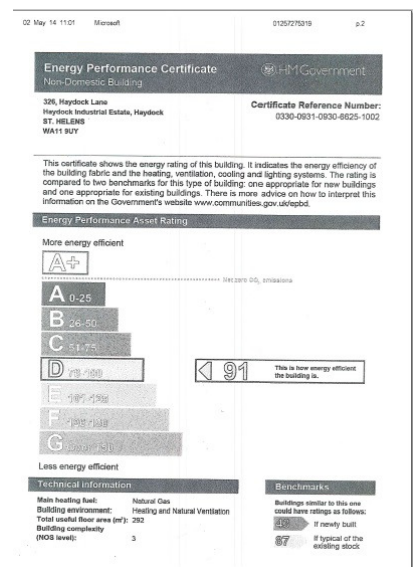 02 May 14 11:01 Microsoft 01257275319 p.2
Energy Performance Certificate
Non-Domestic Building
HM Government
326, Haydock Lane
Haydock Industrial Estate, Haydock
ST. HELENS
WA11 9UY
Certificate Reference Number:
0330-0931-0930-6625-1002
This certificate shows the energy rating of this building. It indicates the energy efficiency of
the building fabric and the heating, ventilation, cooling and lighting systems. The rating is
compared to two benchmarks for this type of building: one appropriate for new buildings
and one appropriate for existing buildings. There is more advice on how to interpret this
information on the Government's website www.communities.gov.uk/epbd.
Energy Performance Asset Rating
More energy efficient
A+
Net zero CO₂ emissions
A 0-25
B 26-50
C 51-75
D 76-100
91
This is how energy efficient
the building is.
E 101-125
F 126-150
G Over 150
Less energy efficient
Technical information
Main heating fuel: Natural Gas
Building environment: Heating and Natural Ventilation
Total useful floor area (m²): 292
Building complexity
(NOS level): 3
Benchmarks
Buildings similar to this one
could have ratings as follows:
If newly built
87
If typical of the
existing stock